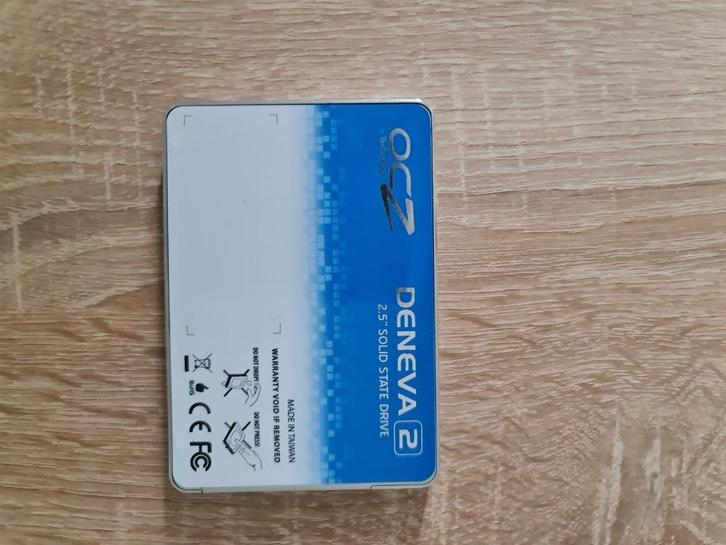 OCZ
Technology
DENEVA 2
2.5" SOLID STATE DRIVE
MADE IN TAIWAN
WARRANTY VOID IF REMOVED
DO NOT DROP!
DO NOT PRESS!
RoHS
CE FC